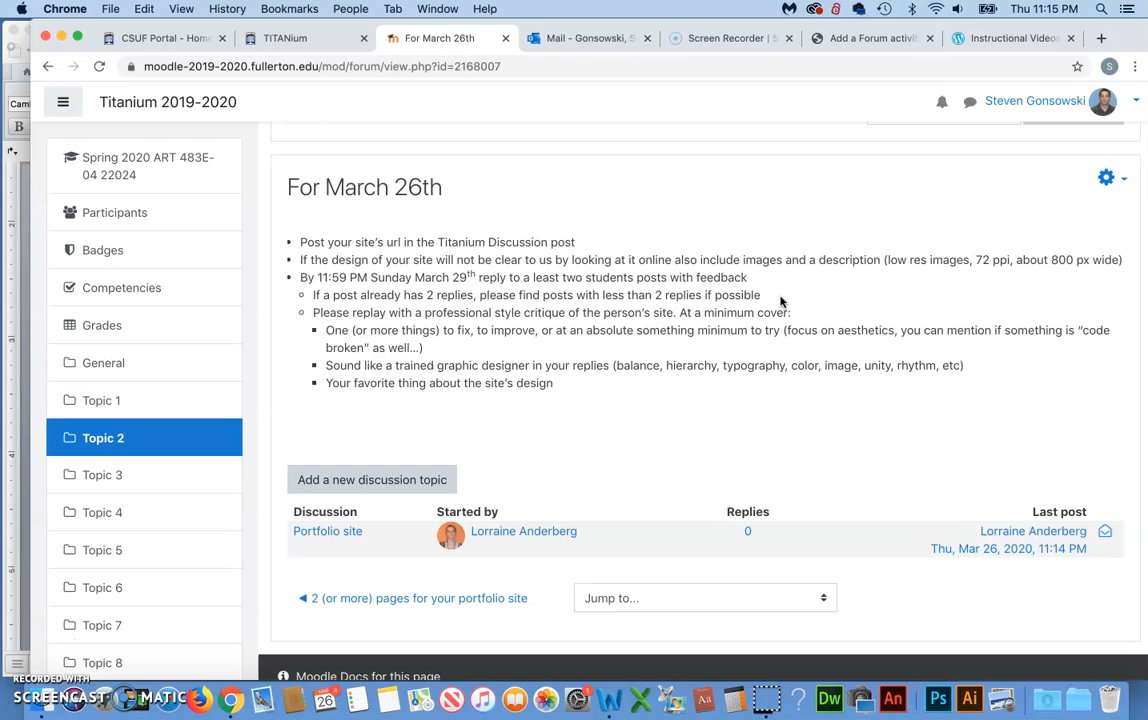 Chrome File Edit View History Bookmarks People Tab Window Help Thu 11:15 PM
CSUF Portal - Hom
TITANium
For March 26th
Mail - Gonsowski, S
Screen Recorder | S
Add a Forum activit
Instructional Video
moodle-2019-2020.fullerton.edu/mod/forum/view.php?id=2168007
S
Titanium 2019-2020
Steven Gonsowski
Cam
B
Spring 2020 ART 483E-
04 22024
Participants
Badges
Competencies
Grades
General
Topic 1
Topic 2
Topic 3
Topic 4
Topic 5
Topic 6
Topic 7
Topic 8
For March 26th
• Post your site's url in the Titanium Discussion post
• If the design of your site will not be clear to us by looking at it online also include images and a description (low res images, 72 ppi, about 800 px wide)
• By 11:59 PM Sunday March 29th reply to a least two students posts with feedback
If a post already has 2 replies, please find posts with less than 2 replies if possible
Please replay with a professional style critique of the person's site. At a minimum cover:
One (or more things) to fix, to improve, or at an absolute something minimum to try (focus on aesthetics, you can mention if something is "code
broken" as well...)
Sound like a trained graphic designer in your replies (balance, hierarchy, typography, color, image, unity, rhythm, etc)
Your favorite thing about the site's design
Add a new discussion topic
Discussion Started by Replies Last post
Portfolio site Lorraine Anderberg 0 Lorraine Anderberg
Thu, Mar 26, 2020, 11:14 PM
◄ 2 (or more) pages for your portfolio site
Jump to...
Moodle Docs for this page
RECORDED WITH
SCREENCAST MATIC
MAR
26
Dw
An
Ps
Ai